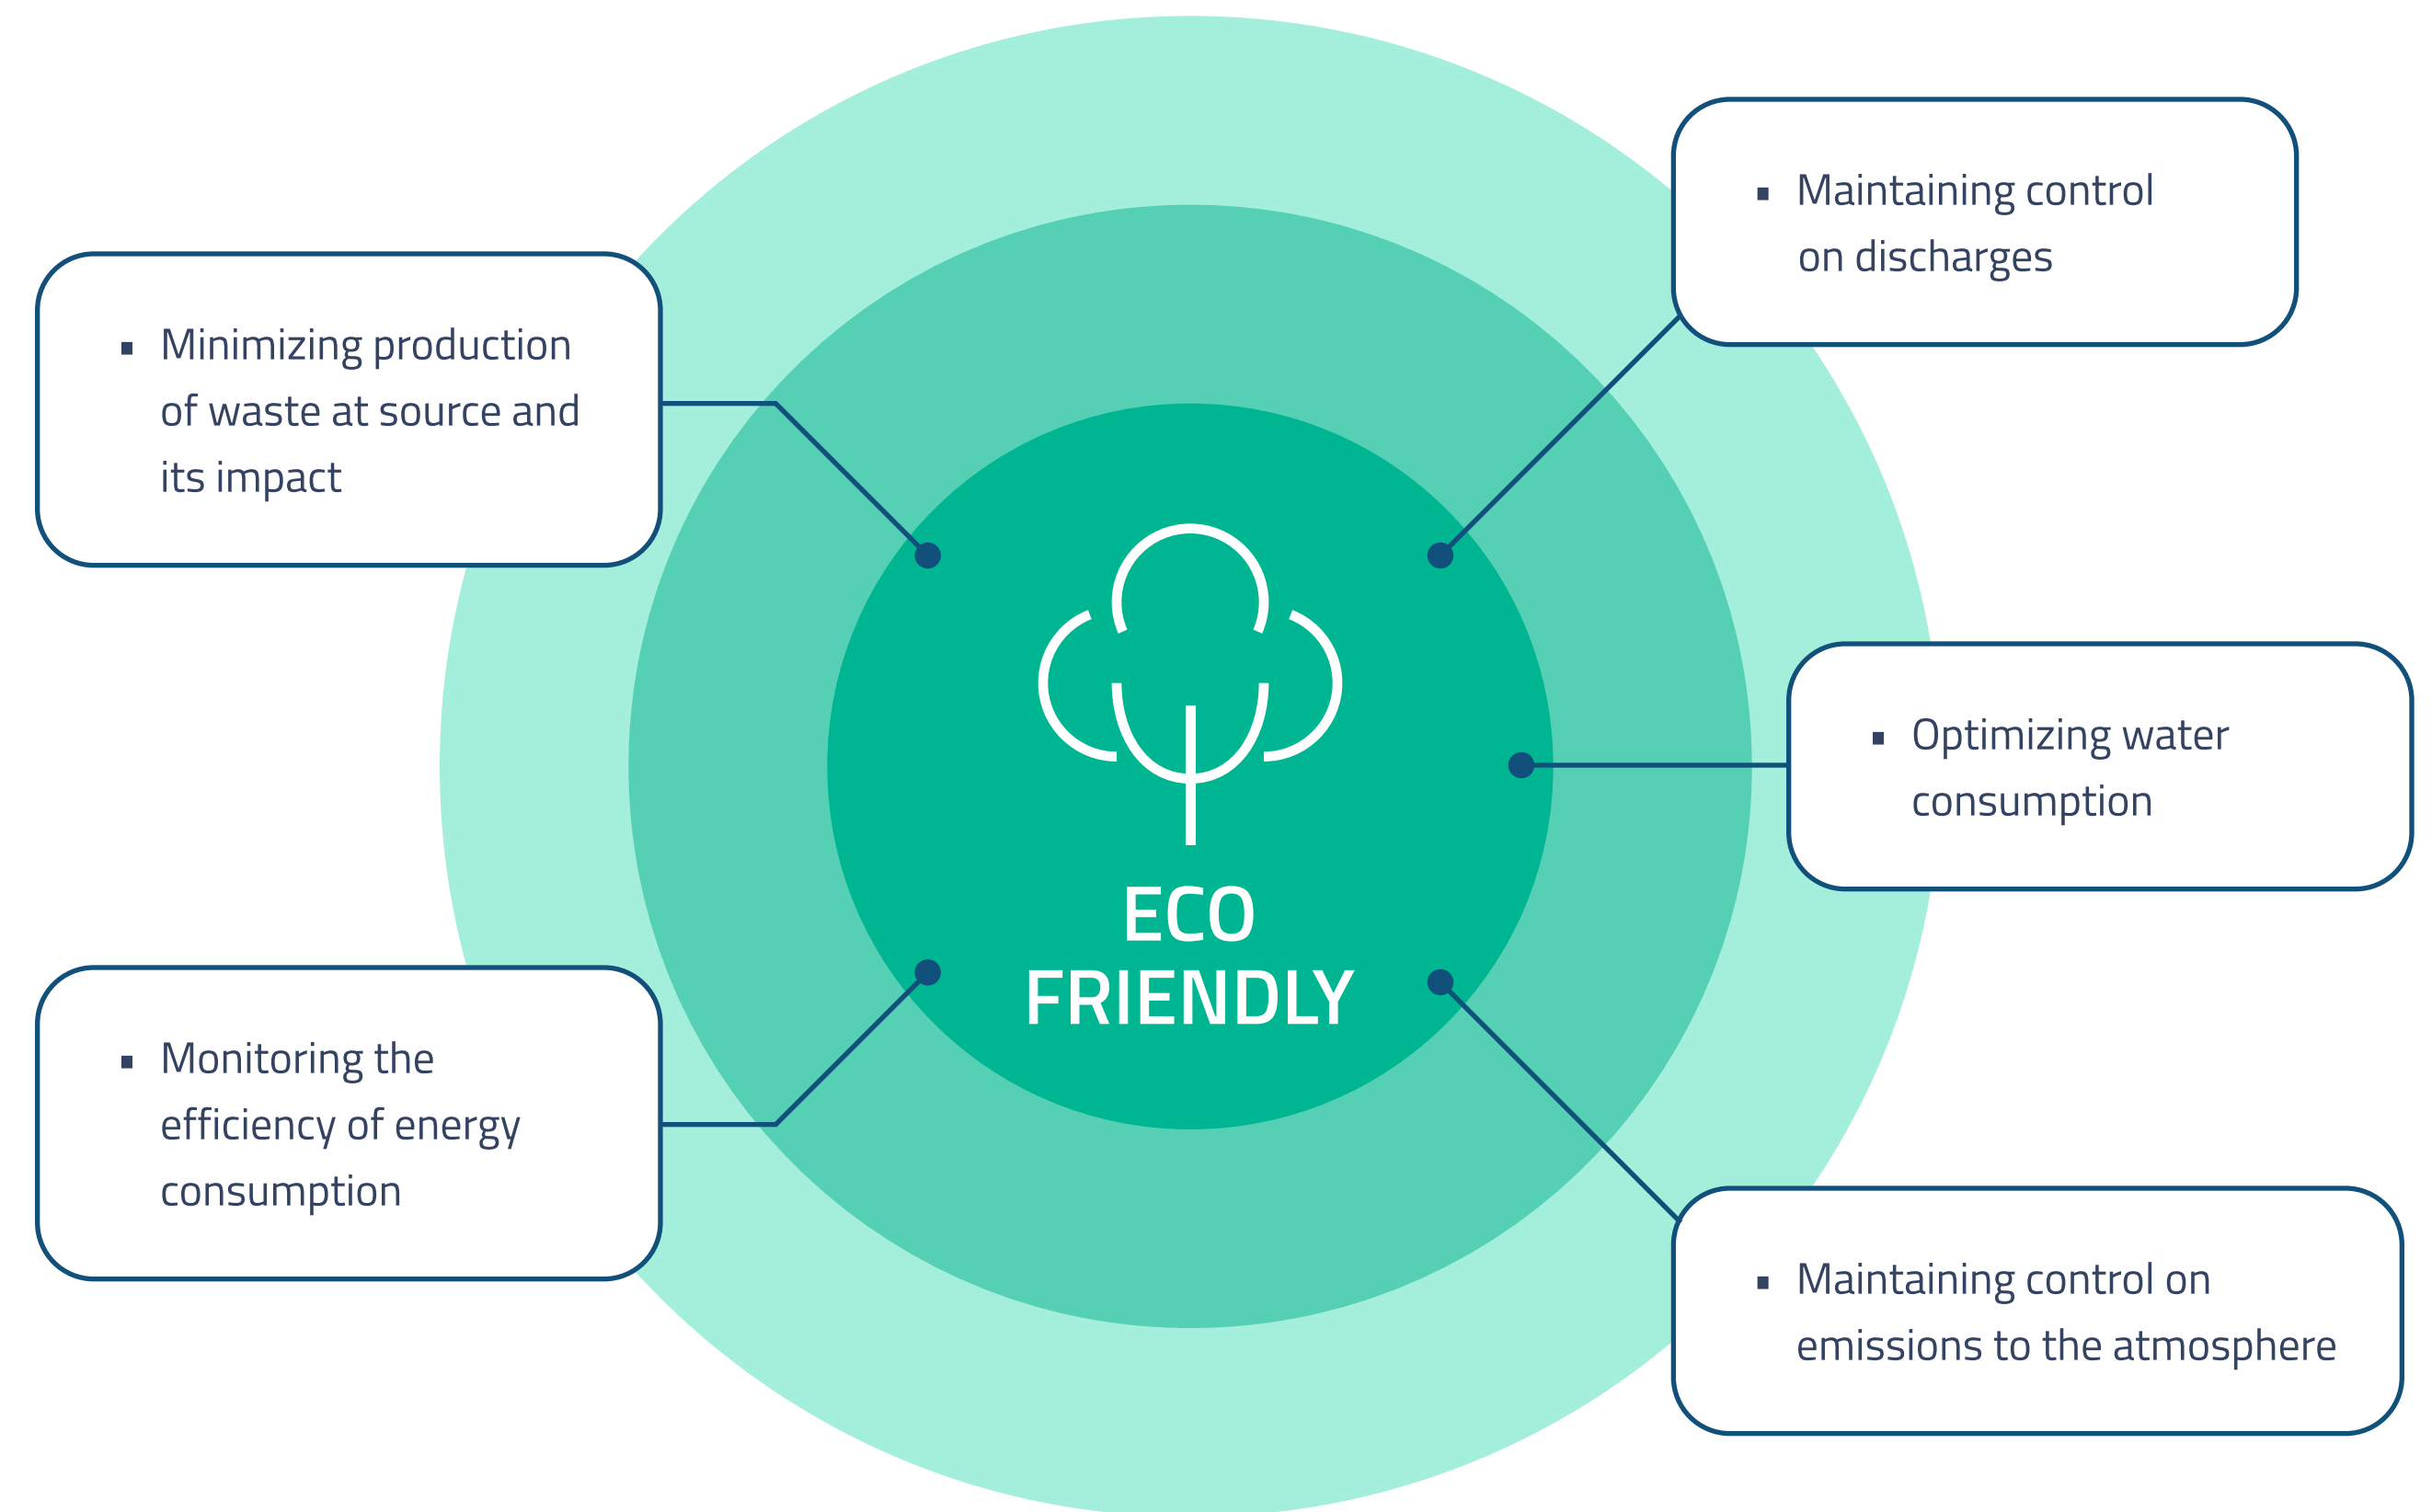 ▪ Minimizing production
of waste at source and
its impact
▪ Monitoring the
efficiency of energy
consumption
ECO
FRIENDLY
▪ Maintaining control
on discharges
▪ Optimizing water
consumption
▪ Maintaining control on
emissions to the atmosphere